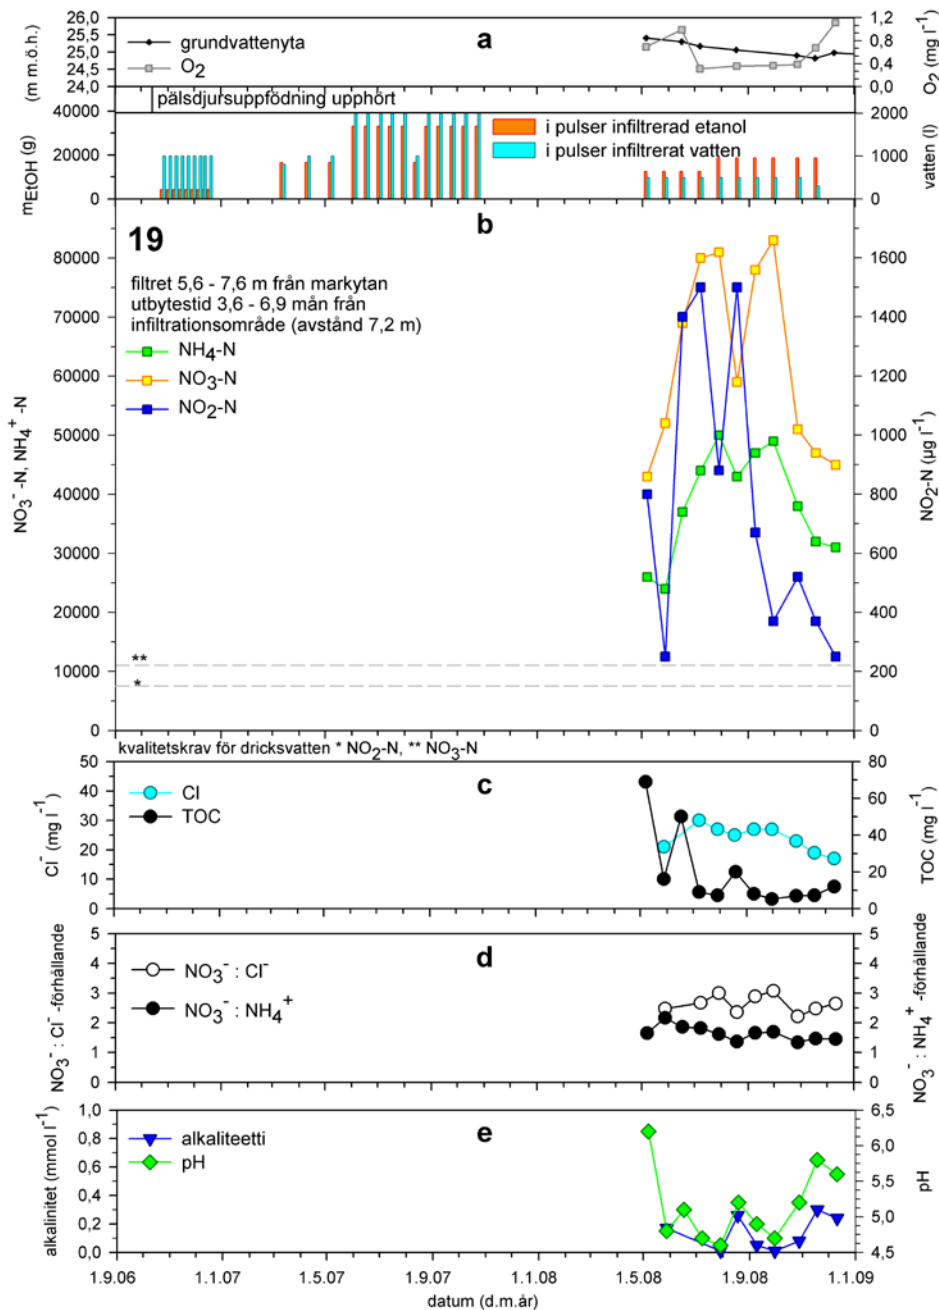 26,0
25,5
25,0
24,5
24,0
(m m.ö.h.)
grundvattenyta
O2
a
1,2
0,8
0,4
0,0
O2 (mg l-1)
pälsdjursuppfödning upphört
40000
20000
0
mEtOH (g)
i pulser infiltrerad etanol
i pulser infiltrerat vatten
2000
1000
0
vatten (l)
19
b
filtret 5,6 - 7,6 m från markytan
utbytestid 3,6 - 6,9 mån från
infiltrationsområde (avstånd 7,2 m)
NH4-N
NO3-N
NO2-N
80000
70000
60000
50000
40000
30000
20000
10000
0
NO3- -N, NH4+ -N
1600
1400
1200
1000
800
600
400
200
0
NO2-N (µg l-1)
**
*
kvalitetskrav för dricksvatten * NO2-N, ** NO3-N
50
40
30
20
10
0
Cl- (mg l-1)
Cl
TOC
c
80
60
40
20
0
TOC (mg l-1)
5
4
3
2
1
0
NO3- : Cl- -förhållande
NO3- : Cl-
NO3- : NH4+
d
5
4
3
2
1
0
NO3- : NH4+ -förhållande
1,0
0,8
0,6
0,4
0,2
0,0
alkalinitet (mmol l-1)
alkaliteetti
pH
e
6,5
6,0
5,5
5,0
4,5
pH
1.9.06
1.1.07
1.5.07
1.9.07
1.1.08
1.5.08
1.9.08
1.1.09
datum (d.m.år)